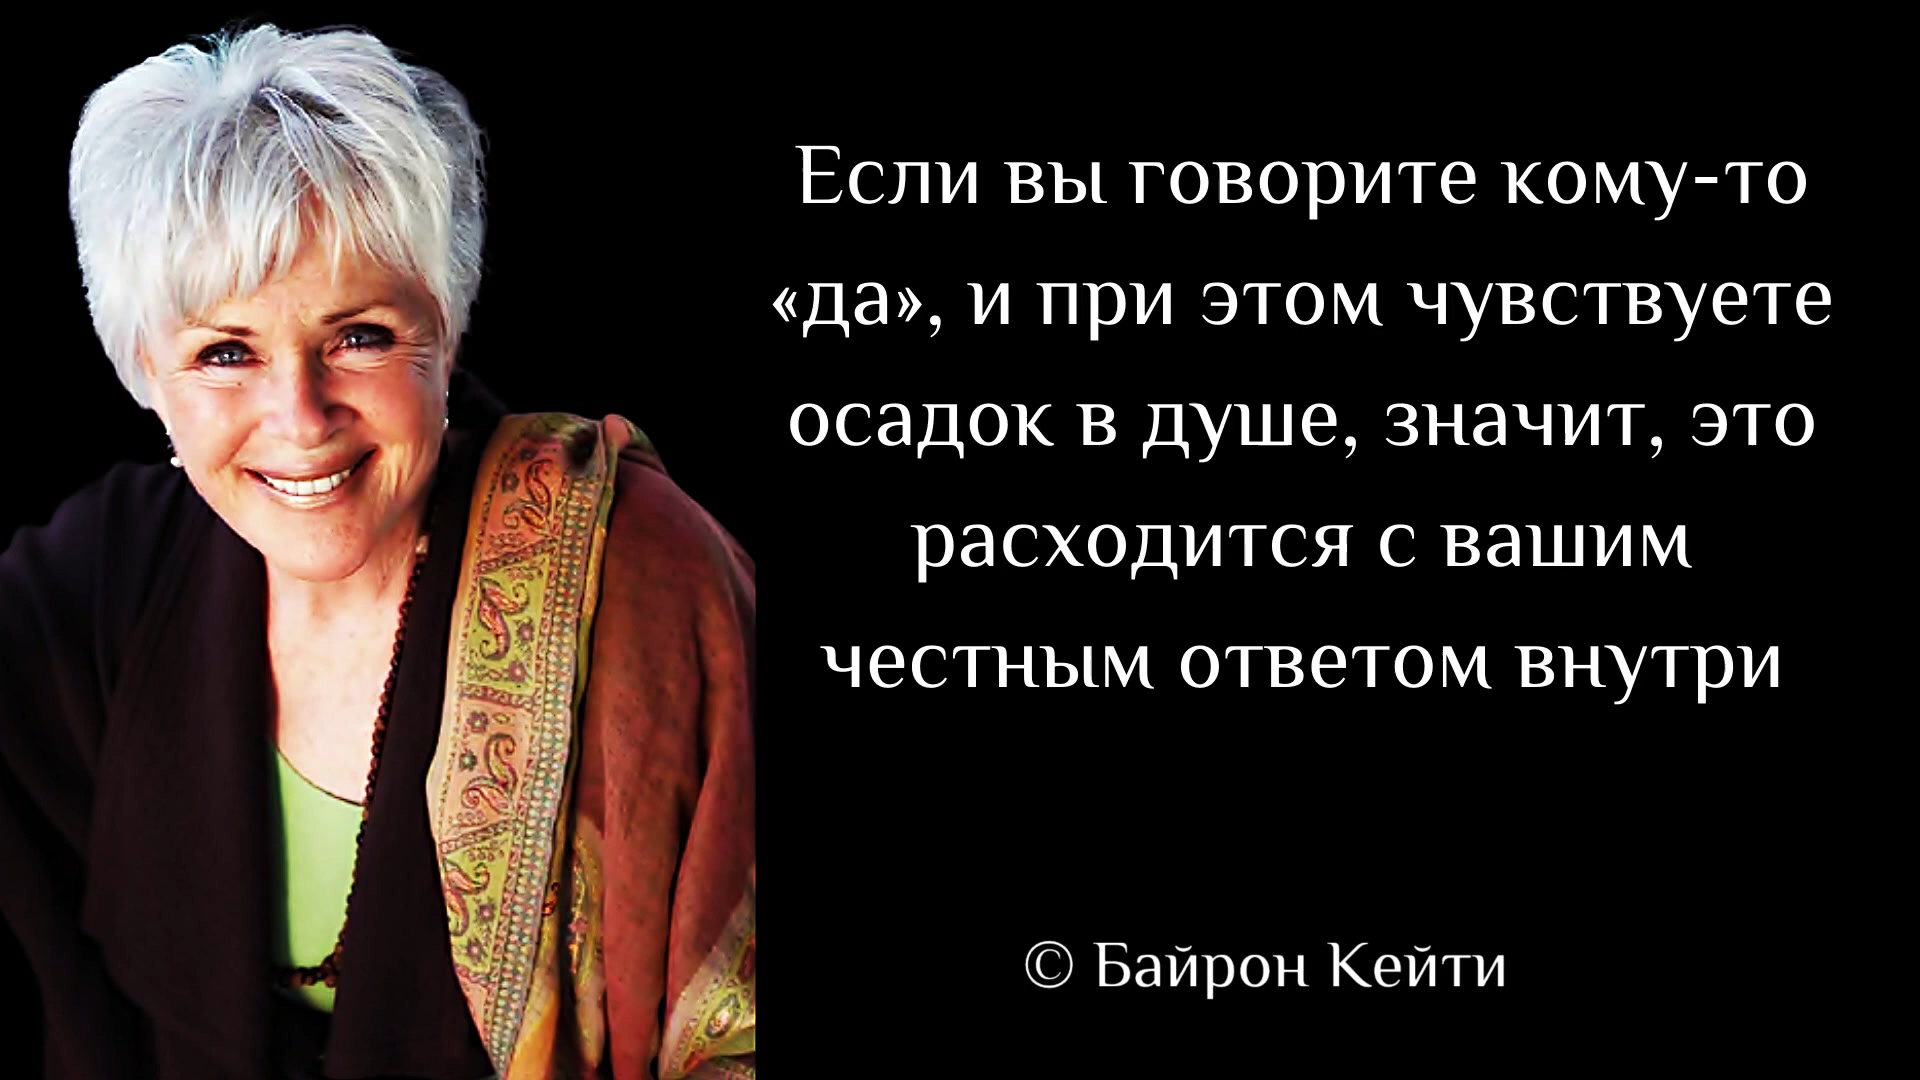 Если вы говорите кому-то
«да», и при этом чувствуете
осадок в душе, значит, это
расходится с вашим
честным ответом внутри
© Байрон Кейти